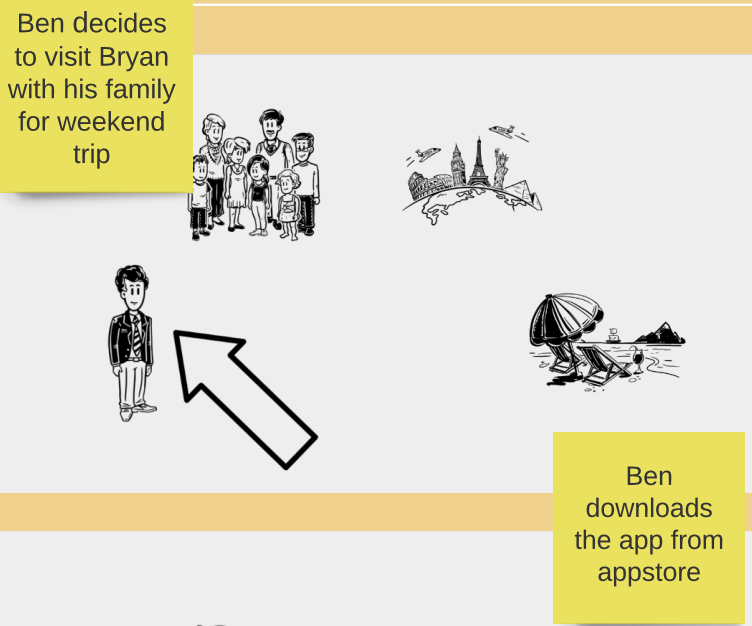 Ben decides
to visit Bryan
with his family
for weekend
trip
Ben
downloads
the app from
appstore